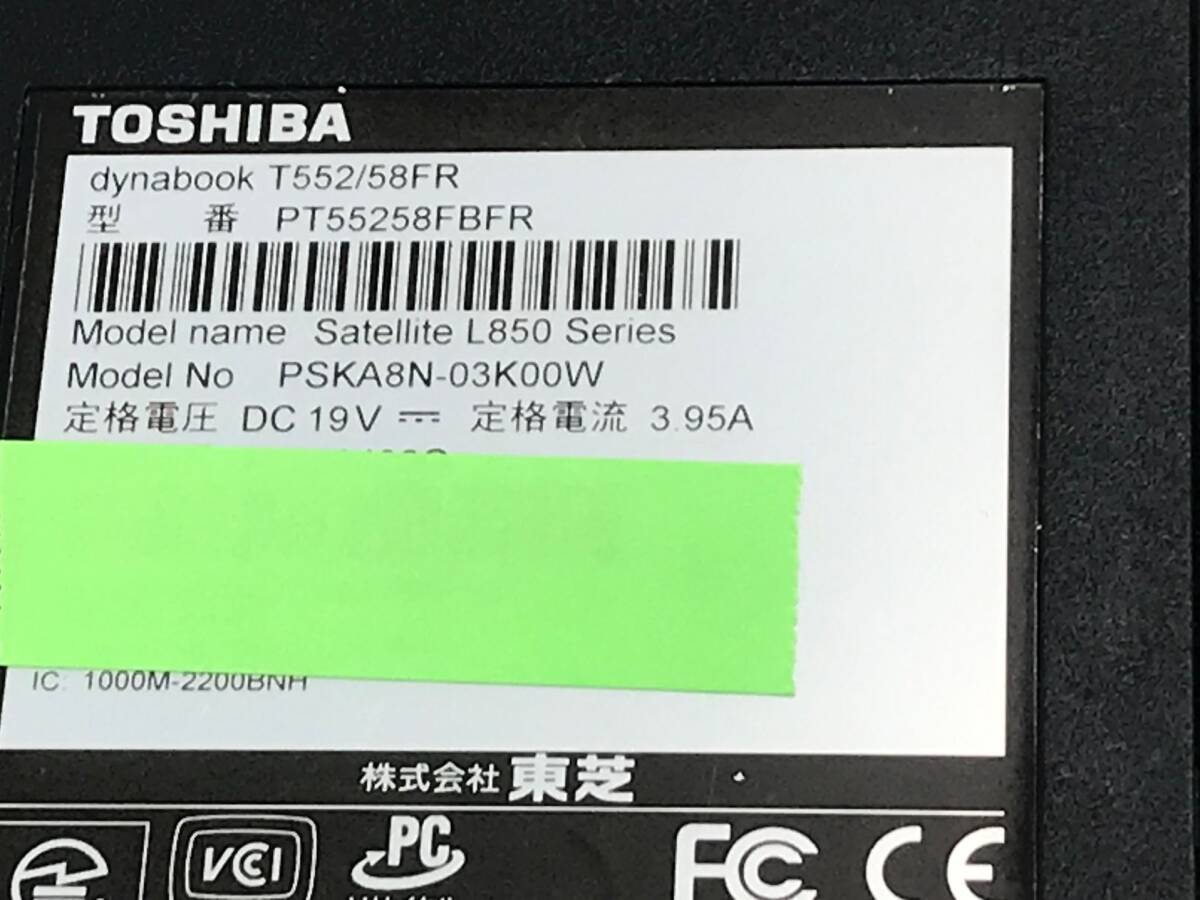 TOSHIBA
dynabook T552/58FR
型 番 PT55258FBFR
Model name Satellite L850 Series
Model No PSKA8N-03K00W
定格電圧 DC 19V ⎓ 定格電流 3.95A
IC: 1000M-2200BNH
株式会社 東芝
VCCI
PC
FC CE